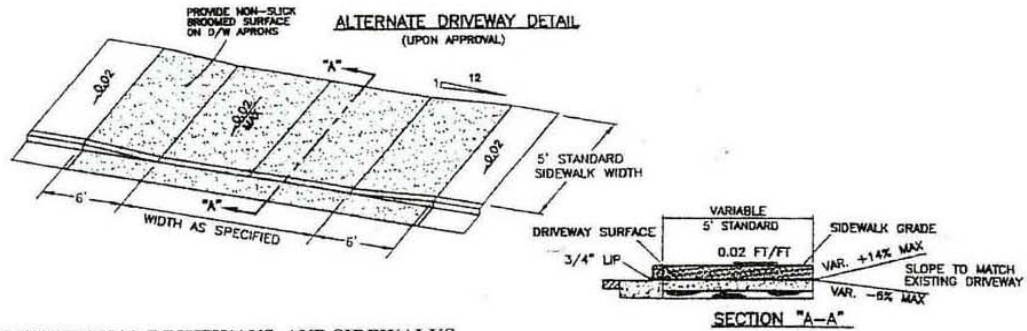 PROVIDE NON-SLICK
BROOMED SURFACE
ON D/W APRONS
ALTERNATE DRIVEWAY DETAIL
(UPON APPROVAL)
"A"
1
12
0.02
0.02
MAX
0.02
5' STANDARD
SIDEWALK WIDTH
"A"
6'
WIDTH AS SPECIFIED
6'
VARIABLE
5' STANDARD
DRIVEWAY SURFACE
SIDEWALK GRADE
0.02 FT/FT
3/4" LIP
VAR. +14% MAX
SLOPE TO MATCH
EXISTING DRIVEWAY
VAR. -6% MAX
SECTION "A-A"